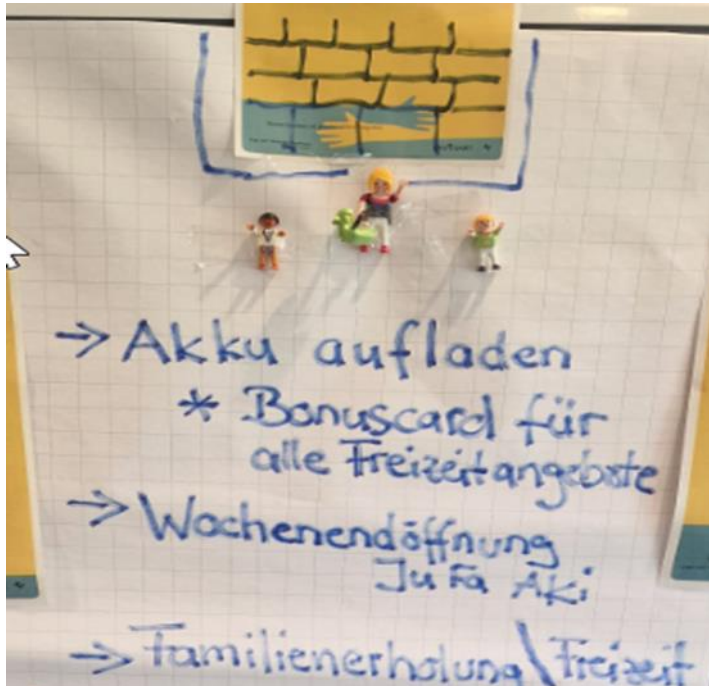 → Akku aufladen
* Bonuscard für
alle Freizeitangebote
→ Wochenendöffnung
Ju Fa Aki
→ Familienerholung \ Freizeit